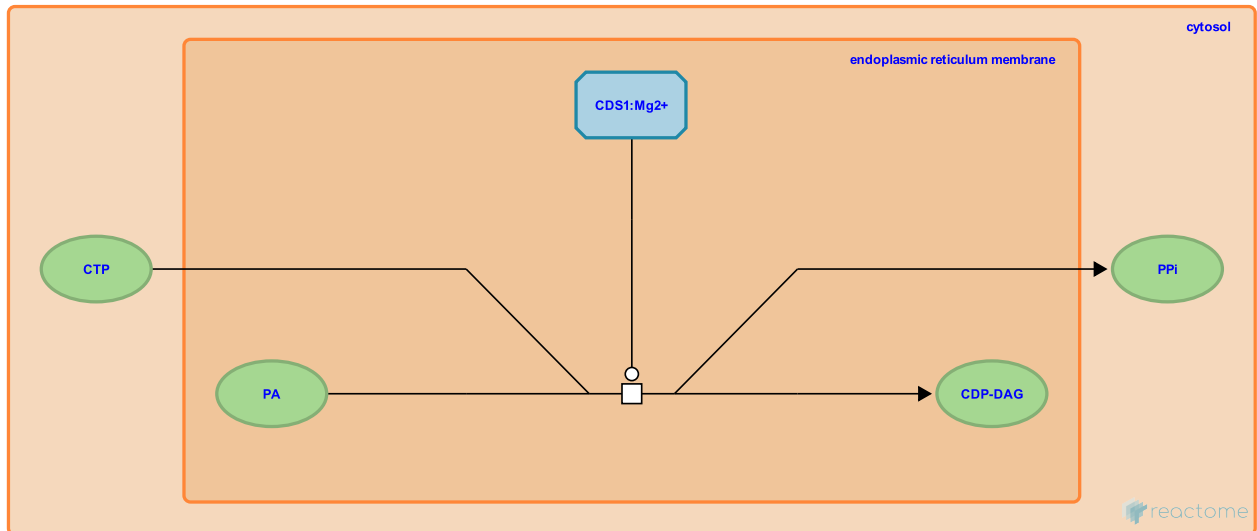 cytosol
endoplasmic reticulum membrane
CDS1:Mg2+
CTP
PPi
PA
CDP-DAG
reactome